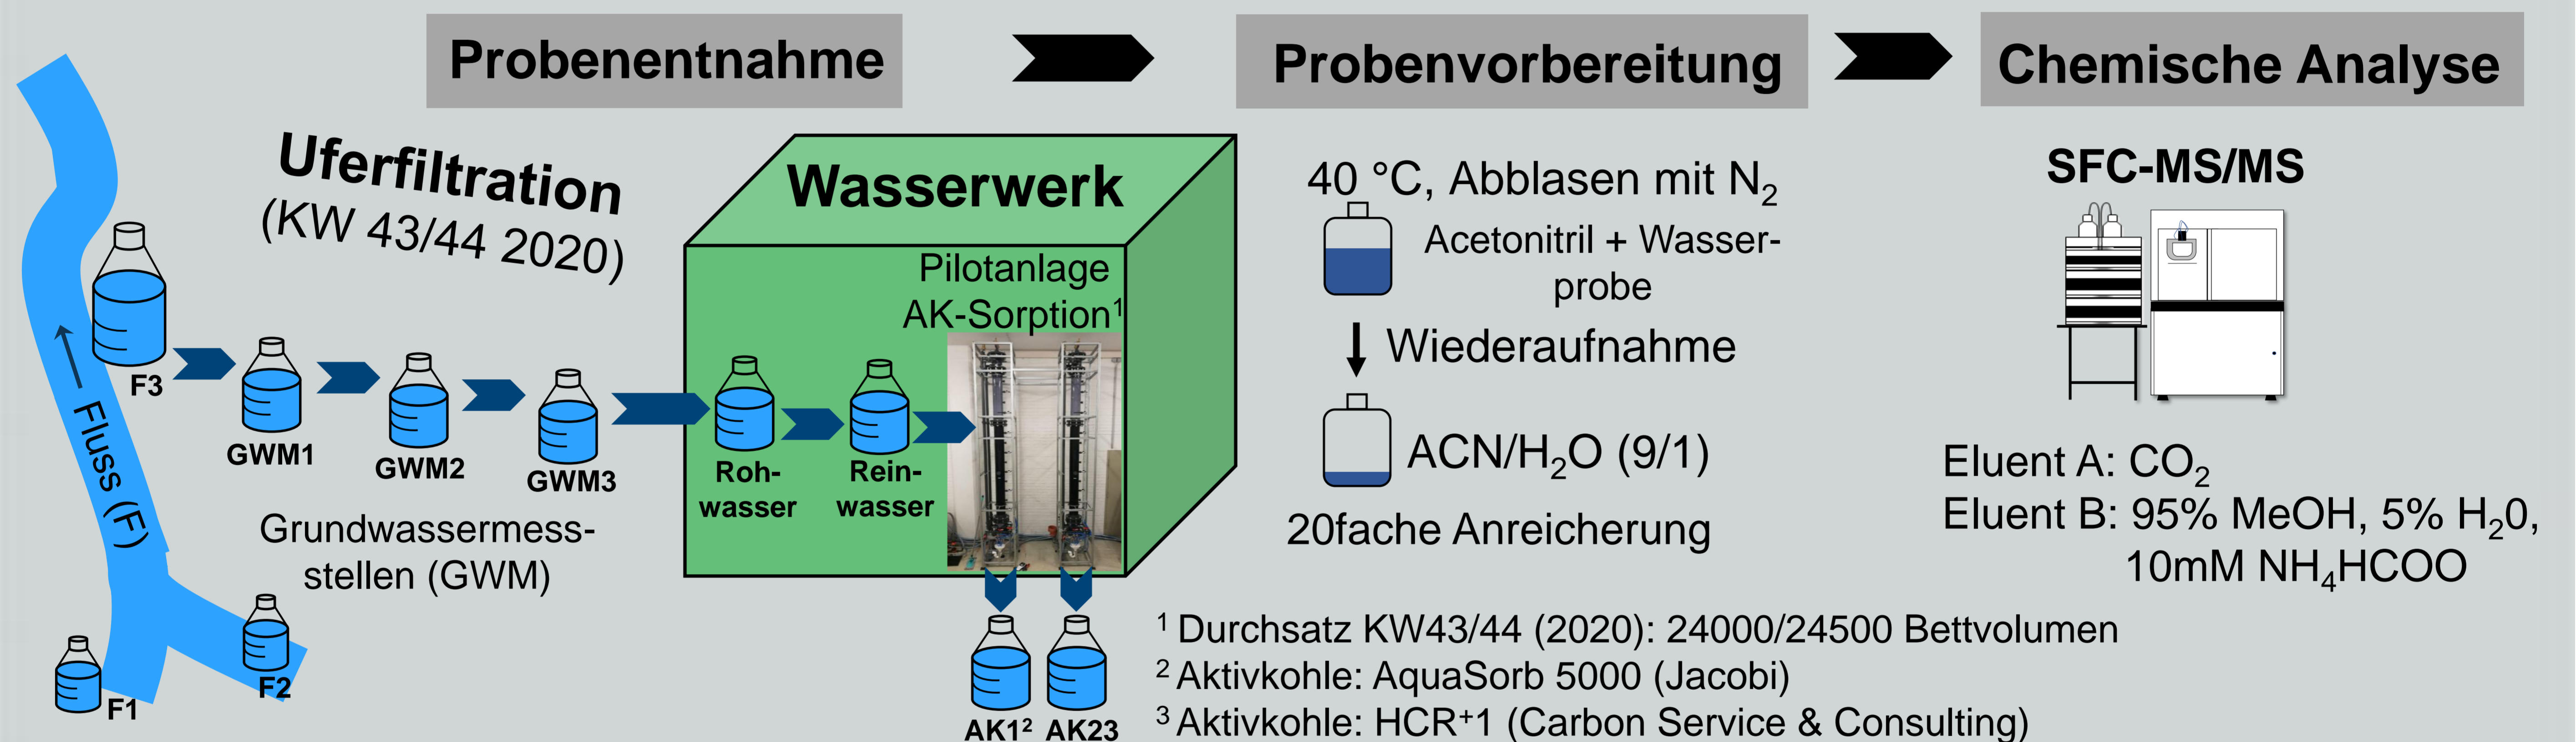 Probenentnahme
Probenvorbereitung
Chemische Analyse
Uferfiltration
(KW 43/44 2020)
F3
GWM1
GWM2
GWM3
Fluss (F)
Grundwassermess-
stellen (GWM)
F1
F2
Wasserwerk
Pilotanlage
AK-Sorption¹
Roh-
wasser
Rein-
wasser
AK1²
AK23
40 °C, Abblasen mit N₂
Acetonitril + Wasser-
probe
Wiederaufnahme
ACN/H₂O (9/1)
20fache Anreicherung
SFC-MS/MS
Eluent A: CO₂
Eluent B: 95% MeOH, 5% H₂0,
10mM NH₄HCOO
¹ Durchsatz KW43/44 (2020): 24000/24500 Bettvolumen
² Aktivkohle: AquaSorb 5000 (Jacobi)
³ Aktivkohle: HCR⁺1 (Carbon Service & Consulting)